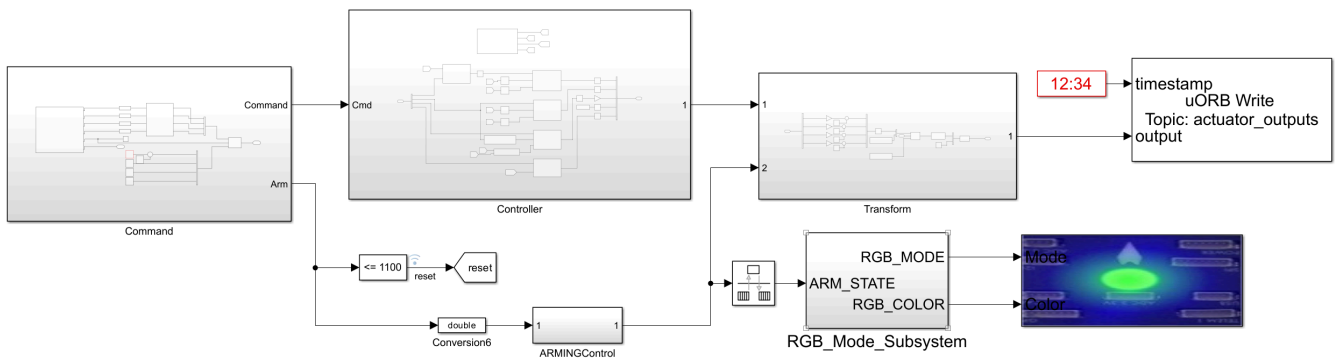 Command
Arm
Command
Cmd
1
Controller
1
2
1
Transform
12:34
timestamp
uORB Write
Topic: actuator_outputs
output
<= 1100
reset
reset
double
Conversion6
1
1
ARMINGControl
ARM_STATE
RGB_MODE
RGB_COLOR
RGB_Mode_Subsystem
Mode
Color